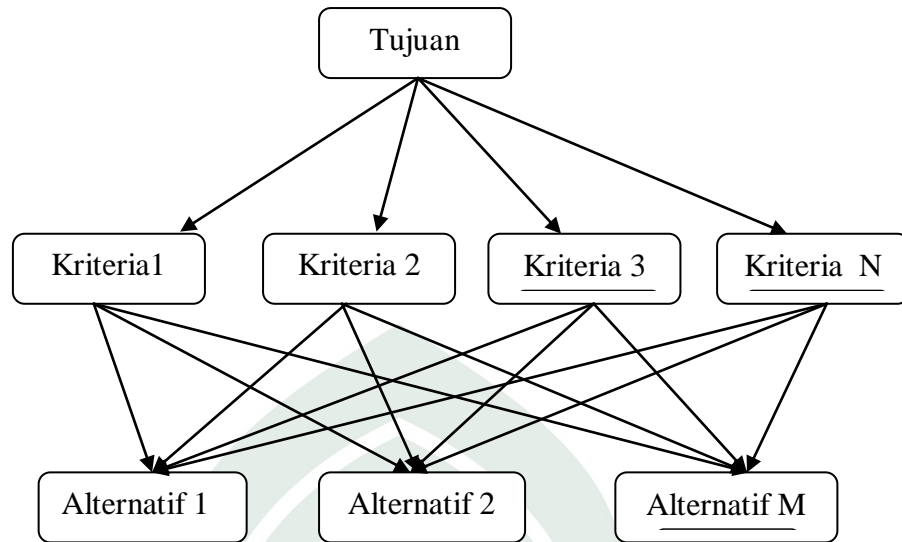 Tujuan
Kriteria1
Kriteria 2
Kriteria 3
Kriteria N
Alternatif 1
Alternatif 2
Alternatif M